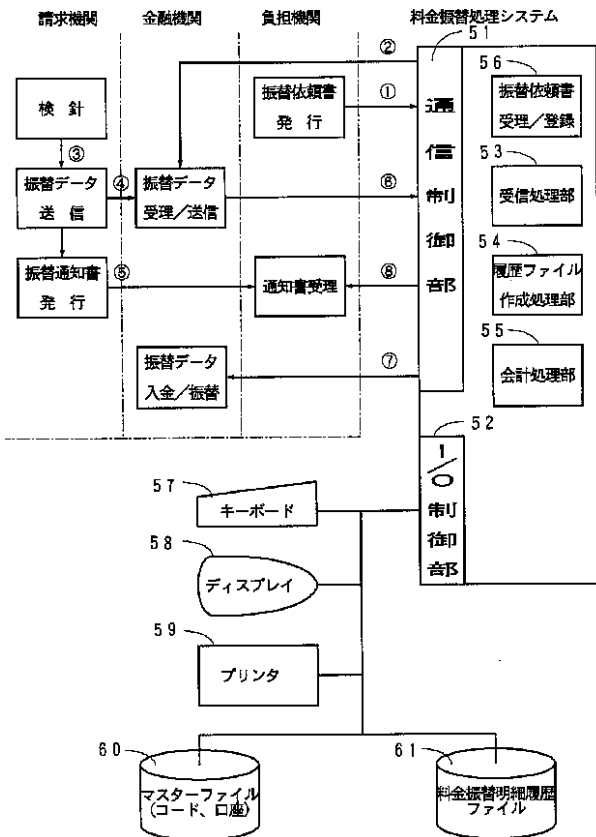 請求機関 金融機関 負担機関 料金振替処理システム
51
②
56
検 針
振替依頼書
発 行
①
通信制御部
振替依頼書
受理／登録
③
53
振替データ
送信
④
振替データ
受理／送信
⑥
受信処理部
54
振替通知書
発 行
⑤
通知書受理
⑧
履歴ファイル
作成処理部
55
振替データ
入金／振替
⑦
会計処理部
52
I／O制御部
57
キーボード
58
ディスプレイ
59
プリンタ
60
マスターファイル
(コード、口座)
61
料金振替明細履歴
ファイル